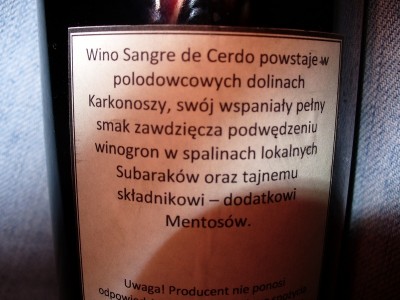 Wino Sangre de Cerdo powstaje w
polodowcowych dolinach
Karkonoszy, swój wspaniały pełny
smak zawdzięcza podwędzeniu
winogron w spalinach lokalnych
Subaraków oraz tajnemu
składnikowi – dodatkowi
Mentosów.
Uwaga! Producent nie ponosi